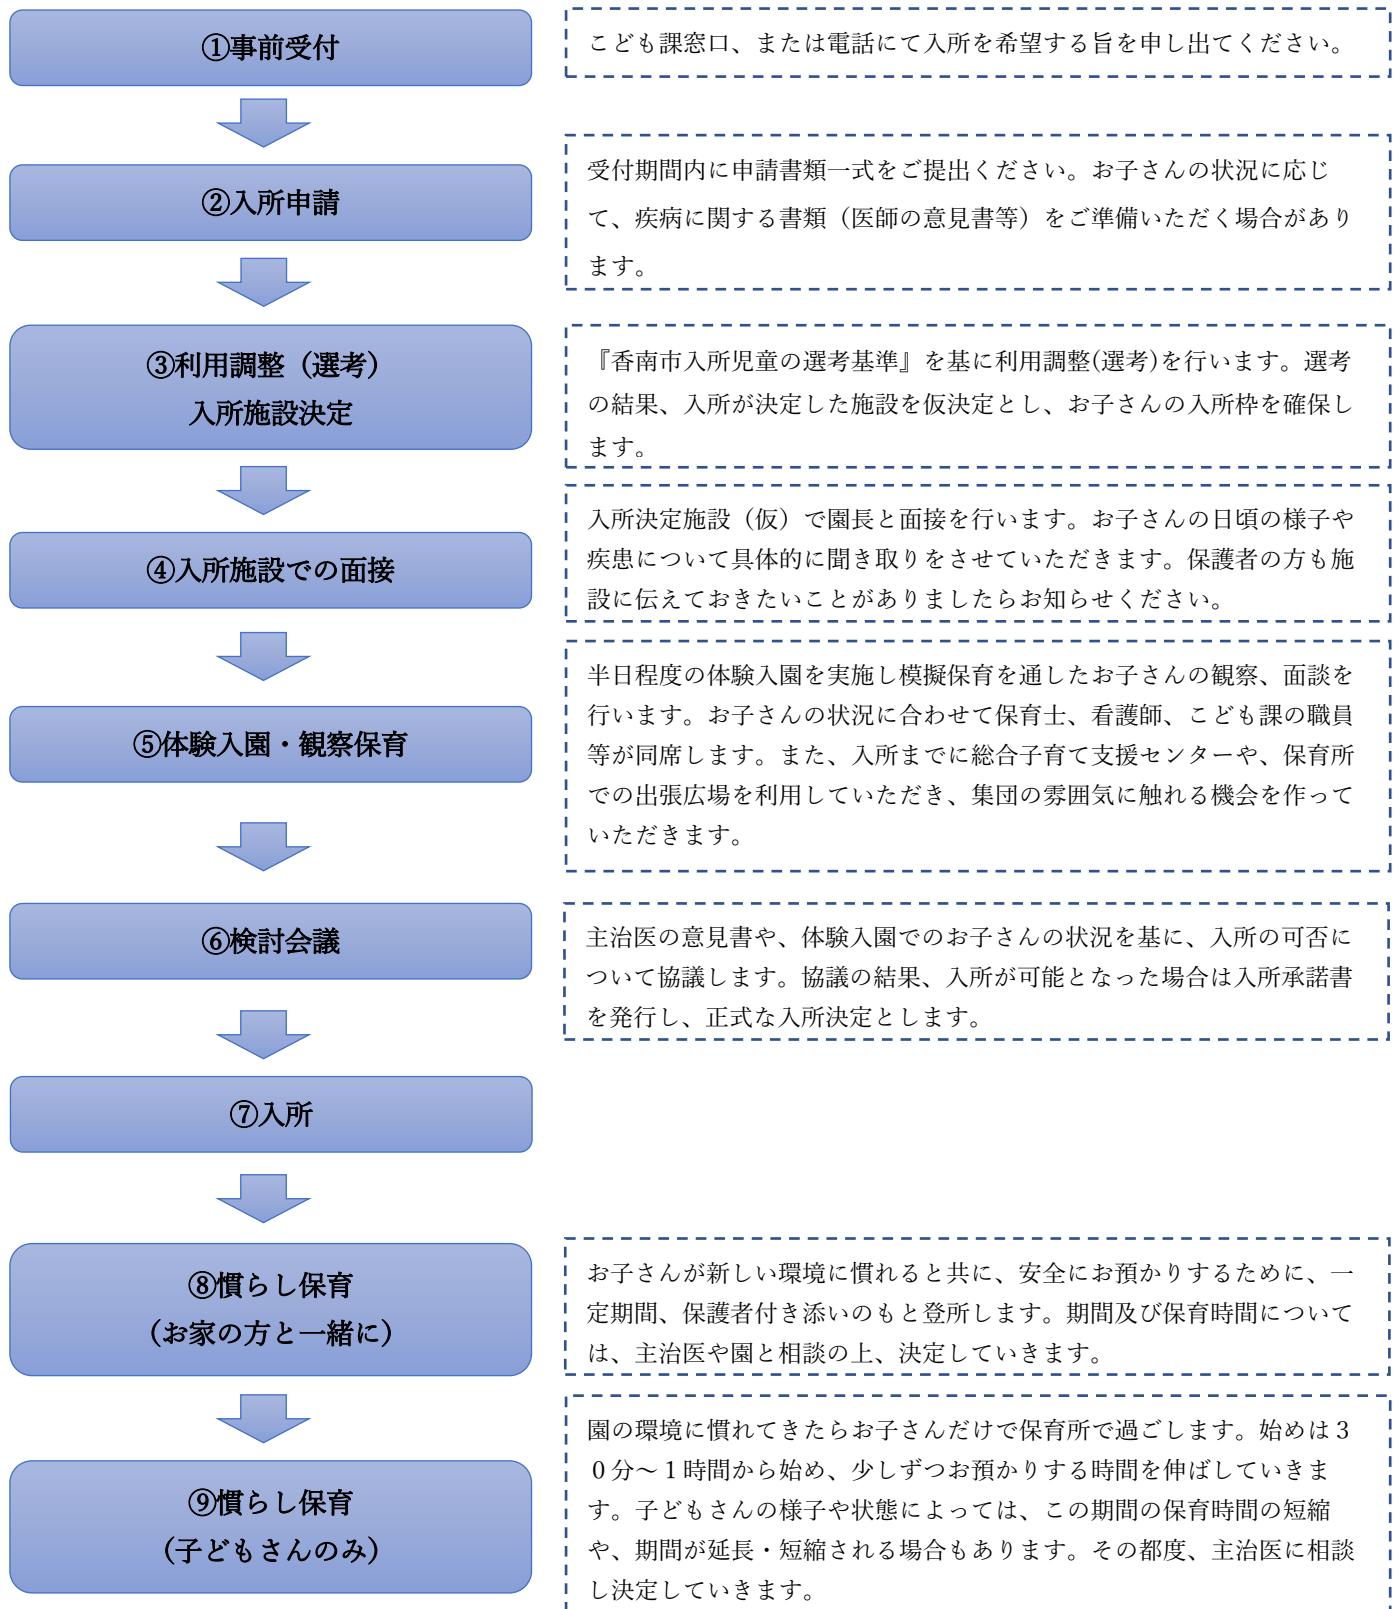 ①事前受付
こども課窓口、または電話にて入所を希望する旨を申し出てください。
②入所申請
受付期間内に申請書類一式をご提出ください。お子さんの状況に応じ
て、疾病に関する書類（医師の意見書等）をご準備いただく場合があり
ます。
③利用調整（選考）
入所施設決定
『香南市入所児童の選考基準』を基に利用調整(選考)を行います。選考
の結果、入所が決定した施設を仮決定とし、お子さんの入所枠を確保し
ます。
④入所施設での面接
入所決定施設（仮）で園長と面接を行います。お子さんの日頃の様子や
疾患について具体的に聞き取りをさせていただきます。保護者の方も施
設に伝えておきたいことがありましたらお知らせください。
⑤体験入園・観察保育
半日程度の体験入園を実施し模擬保育を通したお子さんの観察、面談を
行います。お子さんの状況に合わせて保育士、看護師、こども課の職員
等が同席します。また、入所までに総合子育て支援センターや、保育所
での出張広場を利用していただき、集団の雰囲気に触れる機会を作って
いただきます。
⑥検討会議
主治医の意見書や、体験入園でのお子さんの状況を基に、入所の可否に
ついて協議します。協議の結果、入所が可能となった場合は入所承諾書
を発行し、正式な入所決定とします。
⑦入所
⑧慣らし保育
（お家の方と一緒に）
お子さんが新しい環境に慣れると共に、安全にお預かりするために、一
定期間、保護者付き添いのもと登所します。期間及び保育時間について
は、主治医や園と相談の上、決定していきます。
⑨慣らし保育
（子どもさんのみ）
園の環境に慣れてきたらお子さんだけで保育所で過ごします。始めは３
０分～１時間から始め、少しずつお預かりする時間を伸ばしていきま
す。子どもさんの様子や状態によっては、この期間の保育時間の短縮
や、期間が延長・短縮される場合もあります。その都度、主治医に相談
し決定していきます。